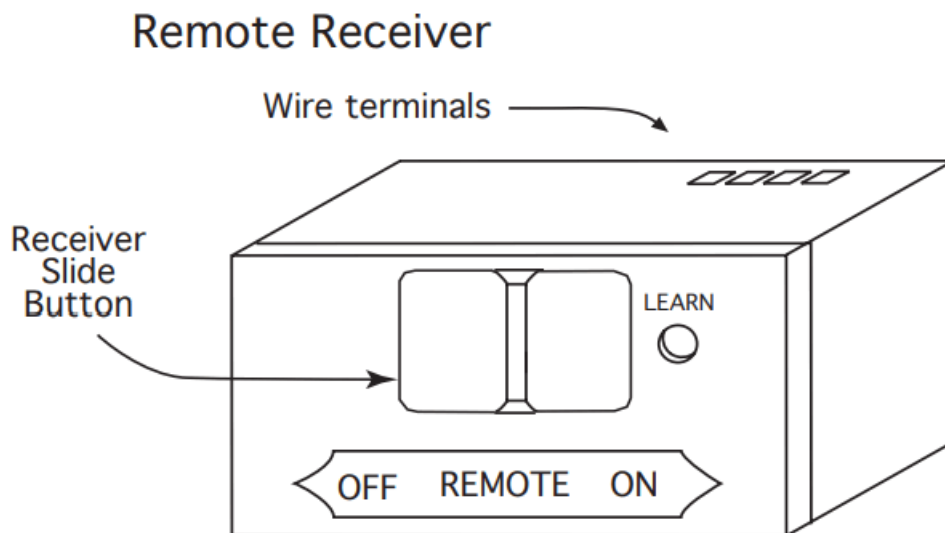 Remote Receiver
Wire terminals
Receiver
Slide
Button
LEARN
OFF REMOTE ON